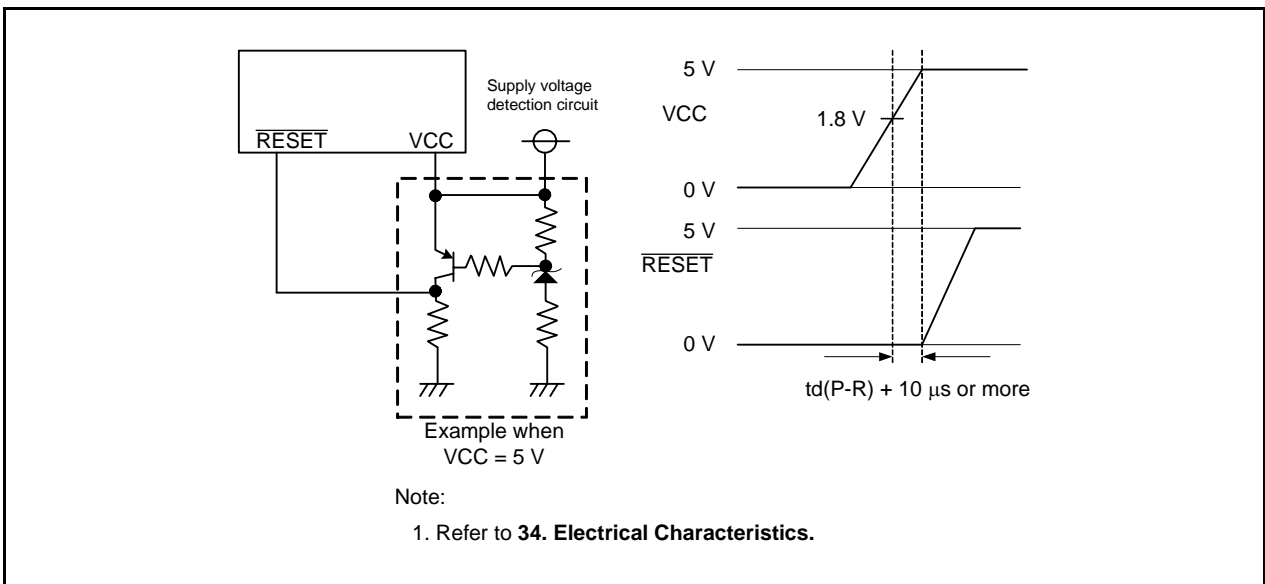 Supply voltage
detection circuit
RESET VCC
Example when
VCC = 5 V
5 V
VCC
1.8 V
0 V
5 V
RESET
0 V
td(P-R) + 10 μs or more
Note:
1. Refer to 34. Electrical Characteristics.